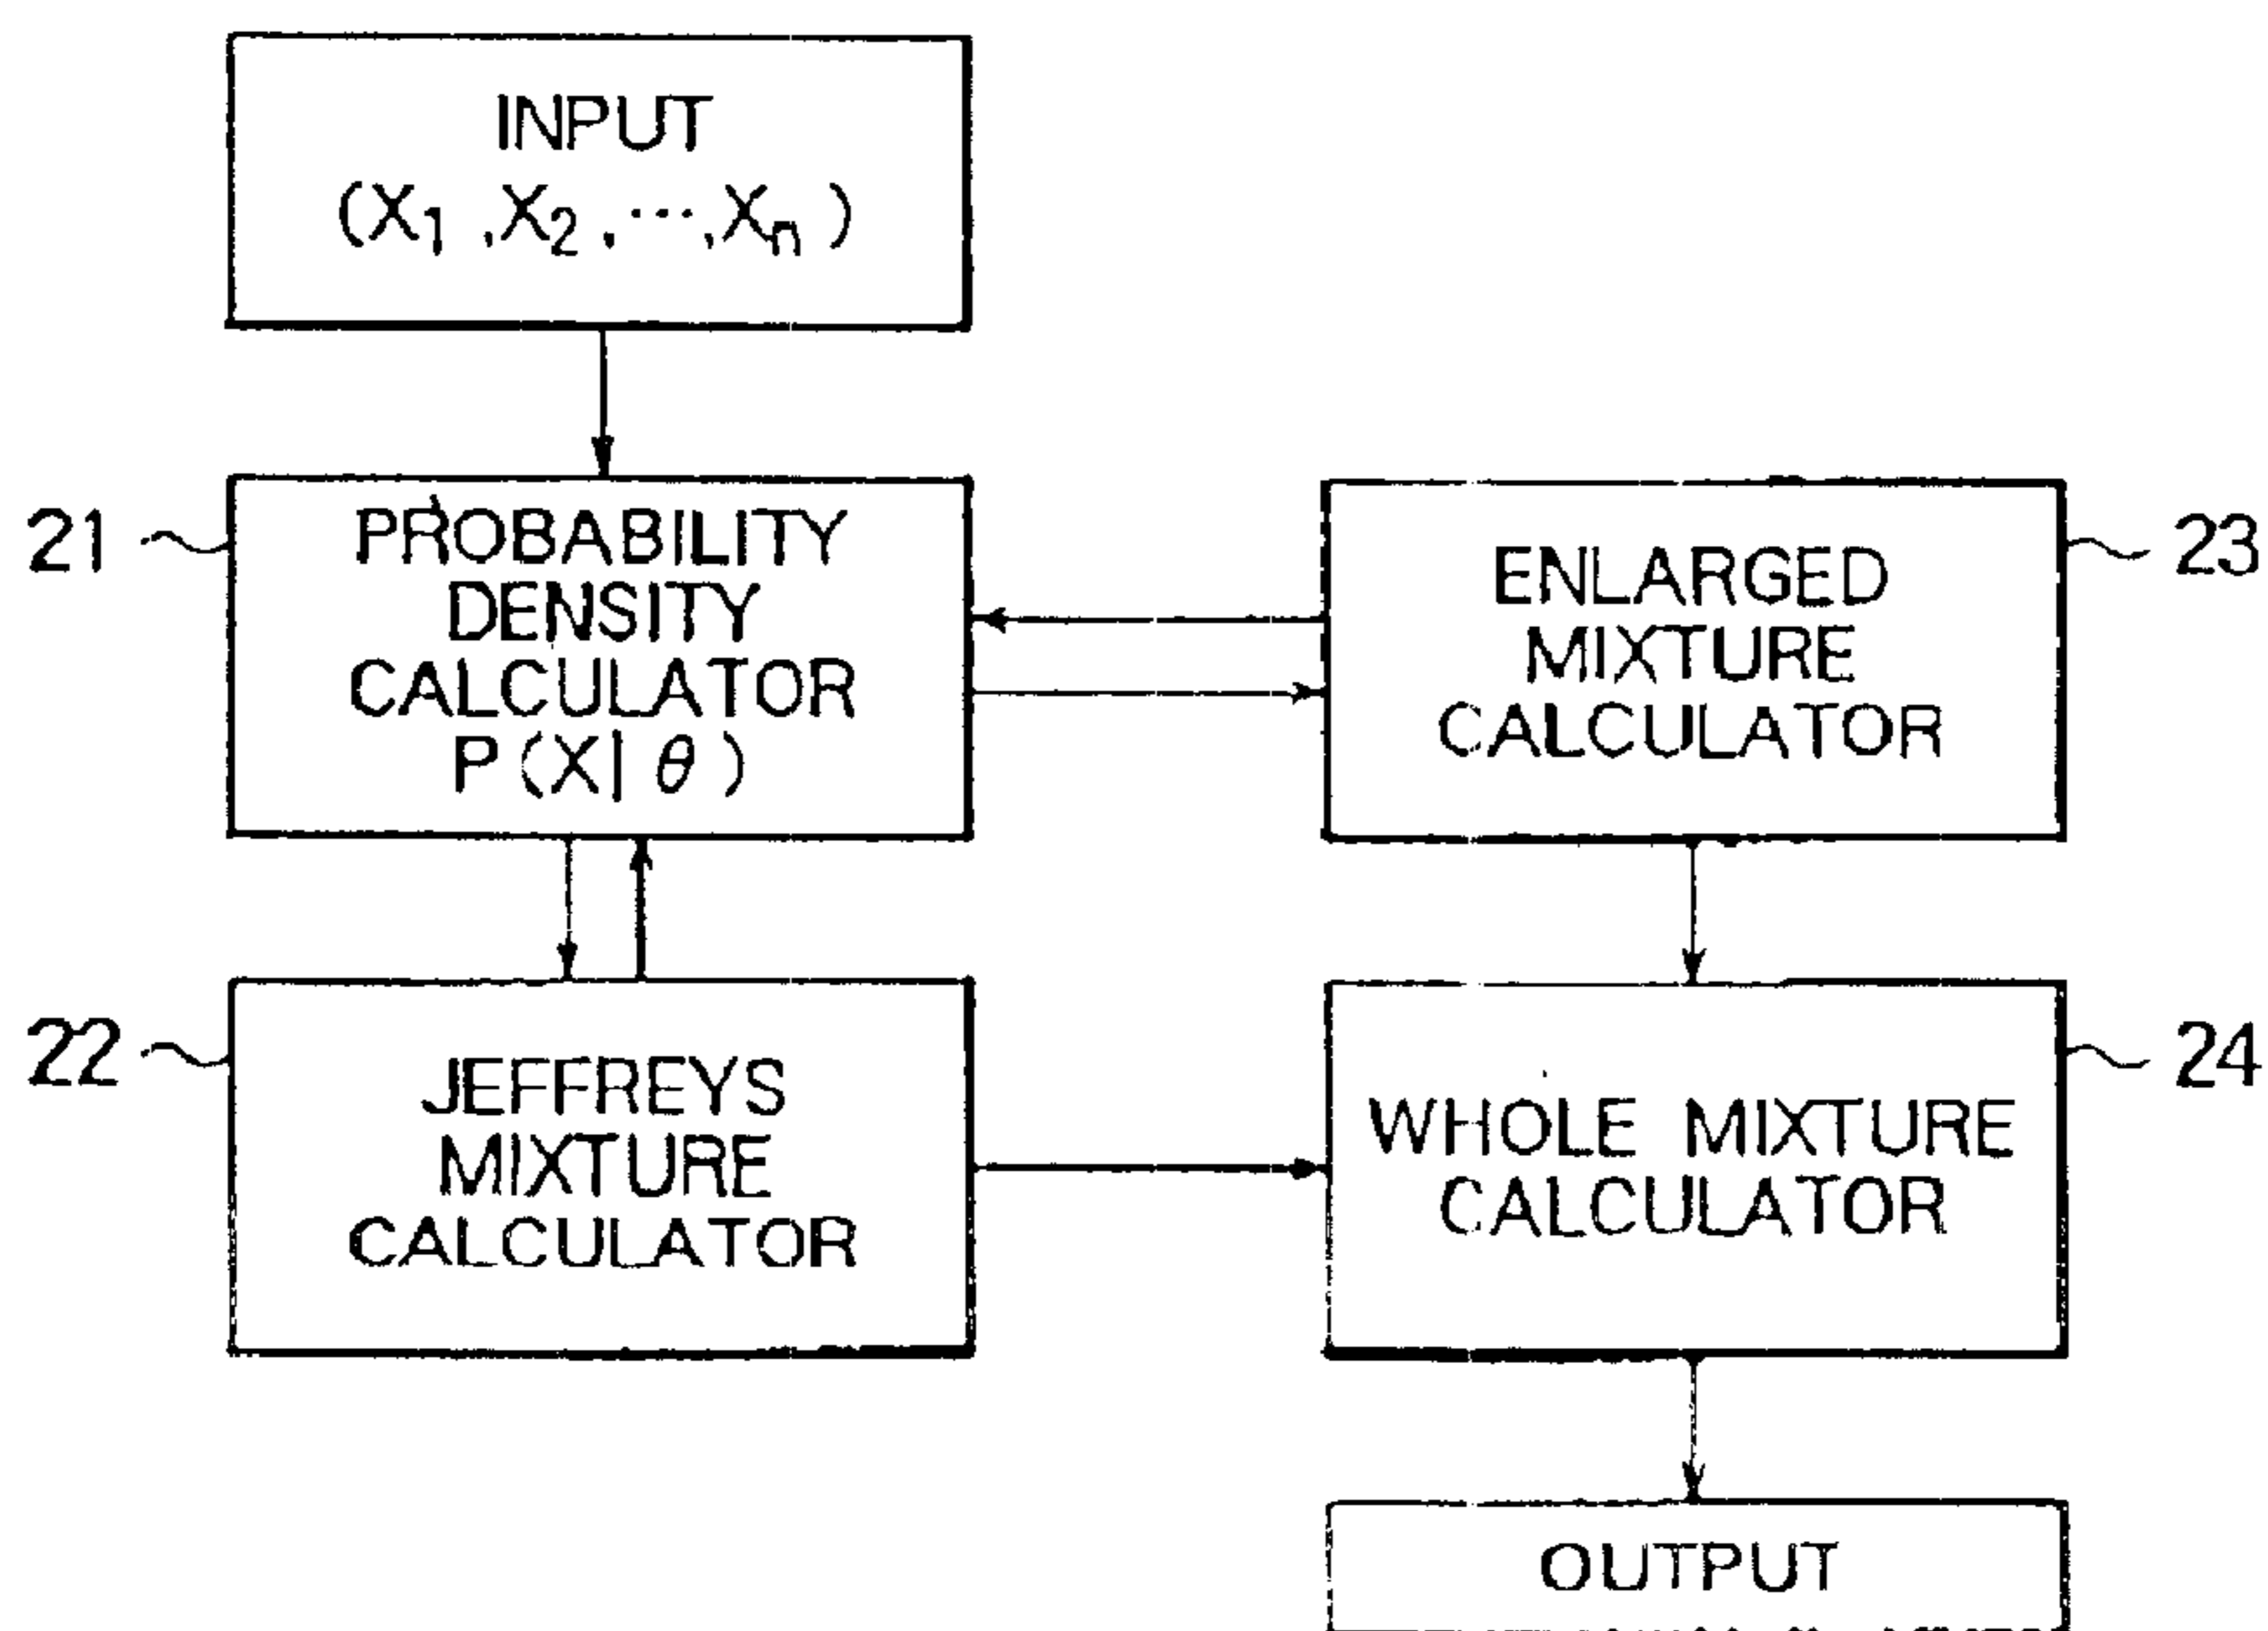 INPUT
(X1 ,X2 ,···,Xn )
21
PROBABILITY
DENSITY
CALCULATOR
P(X| θ )
23
ENLARGED
MIXTURE
CALCULATOR
22
JEFFREYS
MIXTURE
CALCULATOR
24
WHOLE MIXTURE
CALCULATOR
OUTPUT